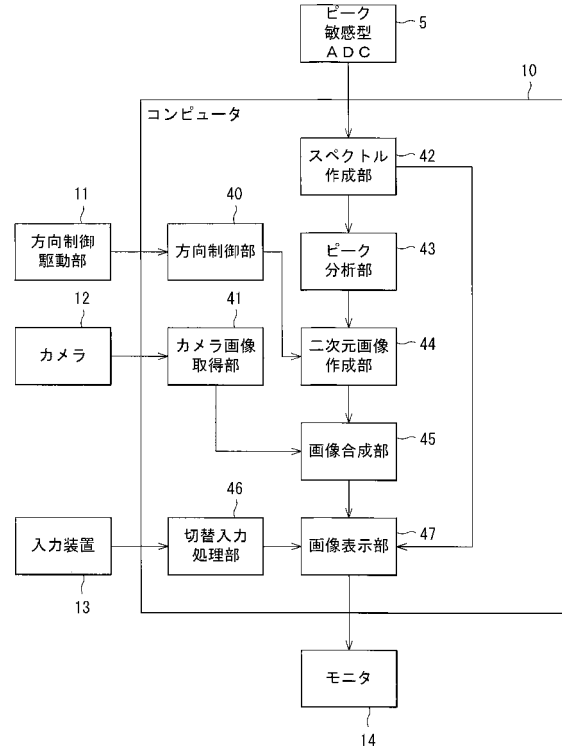 ピーク
敏感型
ＡＤＣ
5
10
コンピュータ
スペクトル
作成部
42
11
40
方向制御
駆動部
方向制御部
ピーク
分析部
43
12
41
カメラ
カメラ画像
取得部
二次元画像
作成部
44
画像合成部
45
46
入力装置
切替入力
処理部
画像表示部
47
13
モニタ
14